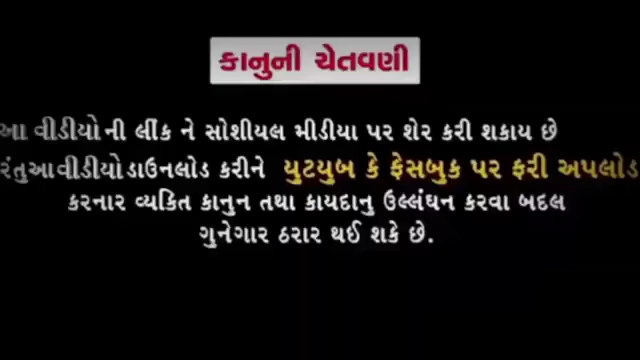 કાનુની ચેતવણી
આ વીડીયો ની લીંક ને સોશીયલ મીડીયા પર શેર કરી શકાય છે
રંતુ આ વીડીયો ડાઉનલોડ કરીને યુટયુબ કે ફેસબુક પર ફરી અપલોડ
કરનાર વ્યકિત કાનુન તથા કાયદાનુ ઉલ્લંઘન કરવા બદલ
ગુનેગાર ઠરાર થઈ શકે છે.